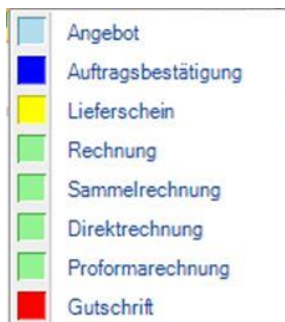 Angebot
Auftragsbestätigung
Lieferschein
Rechnung
Sammelrechnung
Direktrechnung
Proformarechnung
Gutschrift